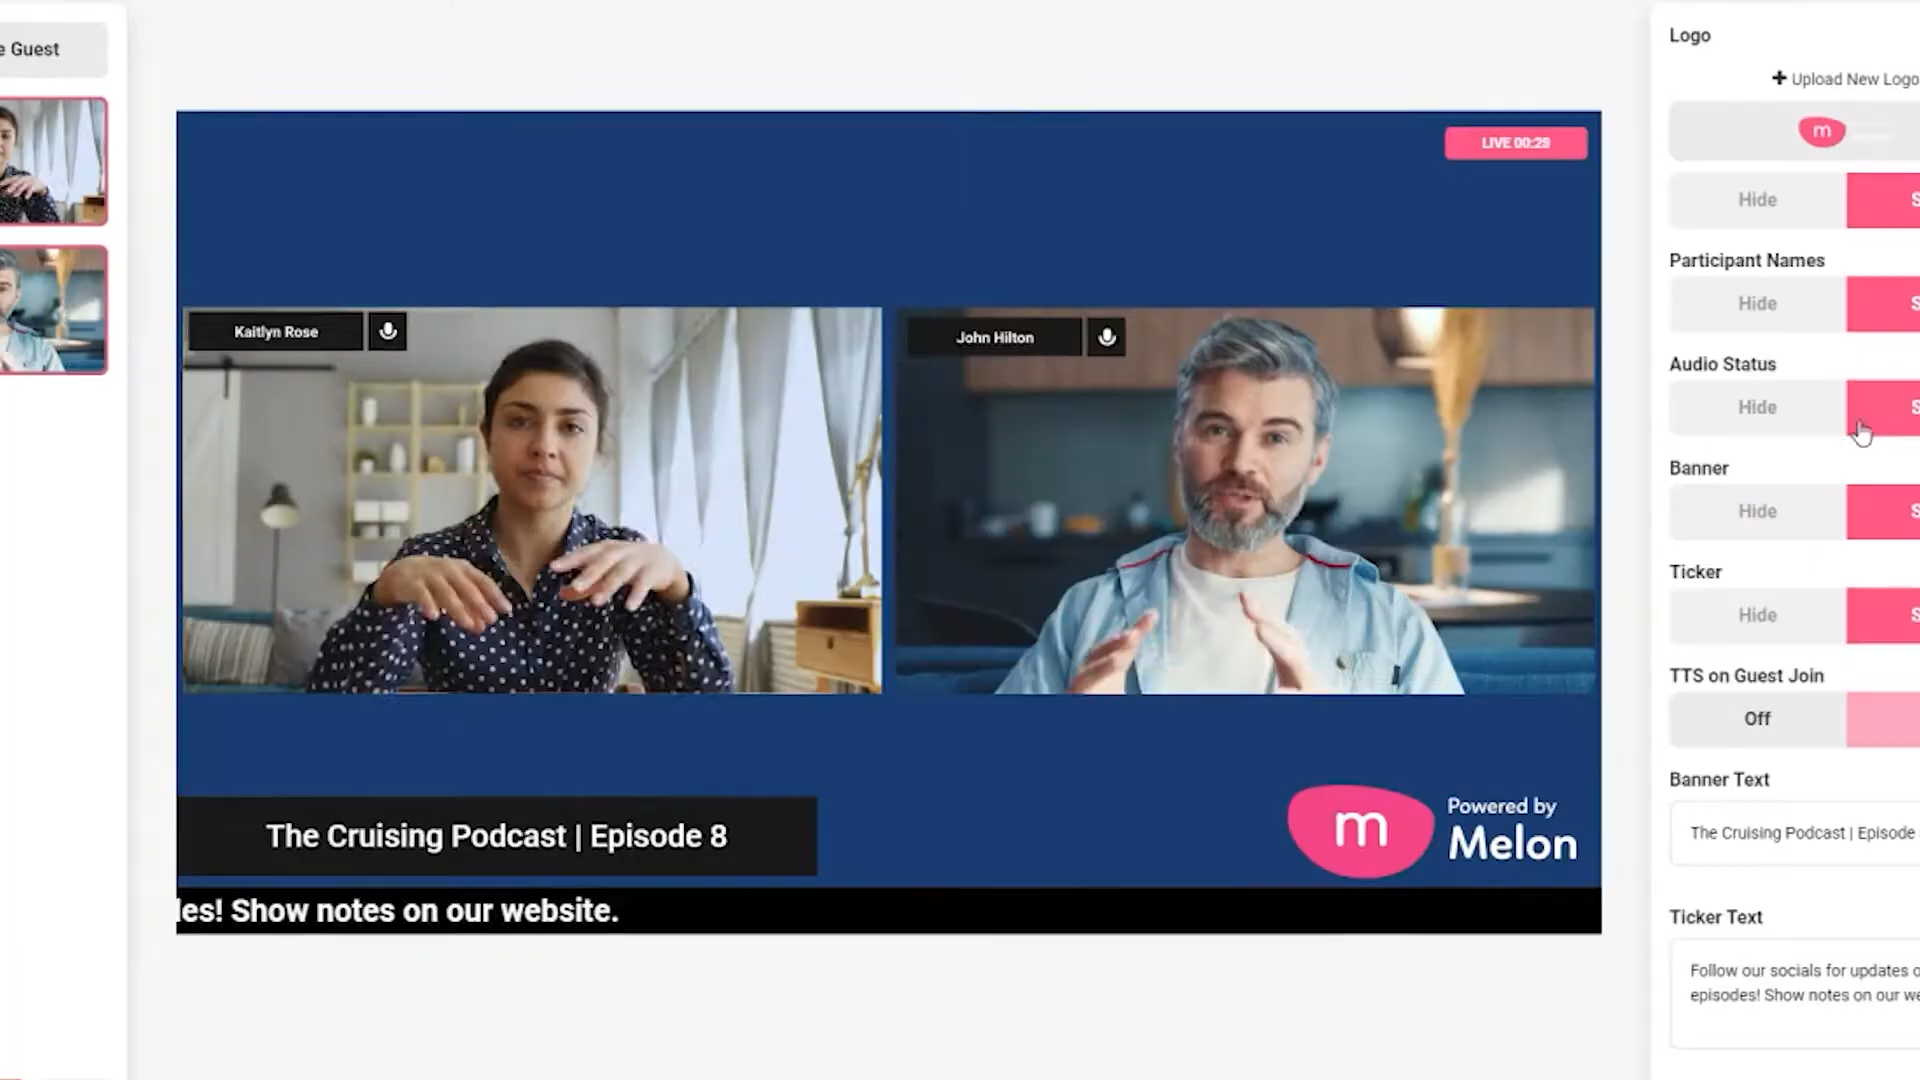 Guest
LIVE 00:29
Kaitlyn Rose
John Hilton
The Cruising Podcast | Episode 8
m
Powered by
Melon
les! Show notes on our website.
Logo
+ Upload New Logo
m
Hide
S
Participant Names
Hide
S
Audio Status
Hide
S
Banner
Hide
S
Ticker
Hide
S
TTS on Guest Join
Off
Banner Text
The Cruising Podcast | Episode
Ticker Text
Follow our socials for updates
episodes! Show notes on our we